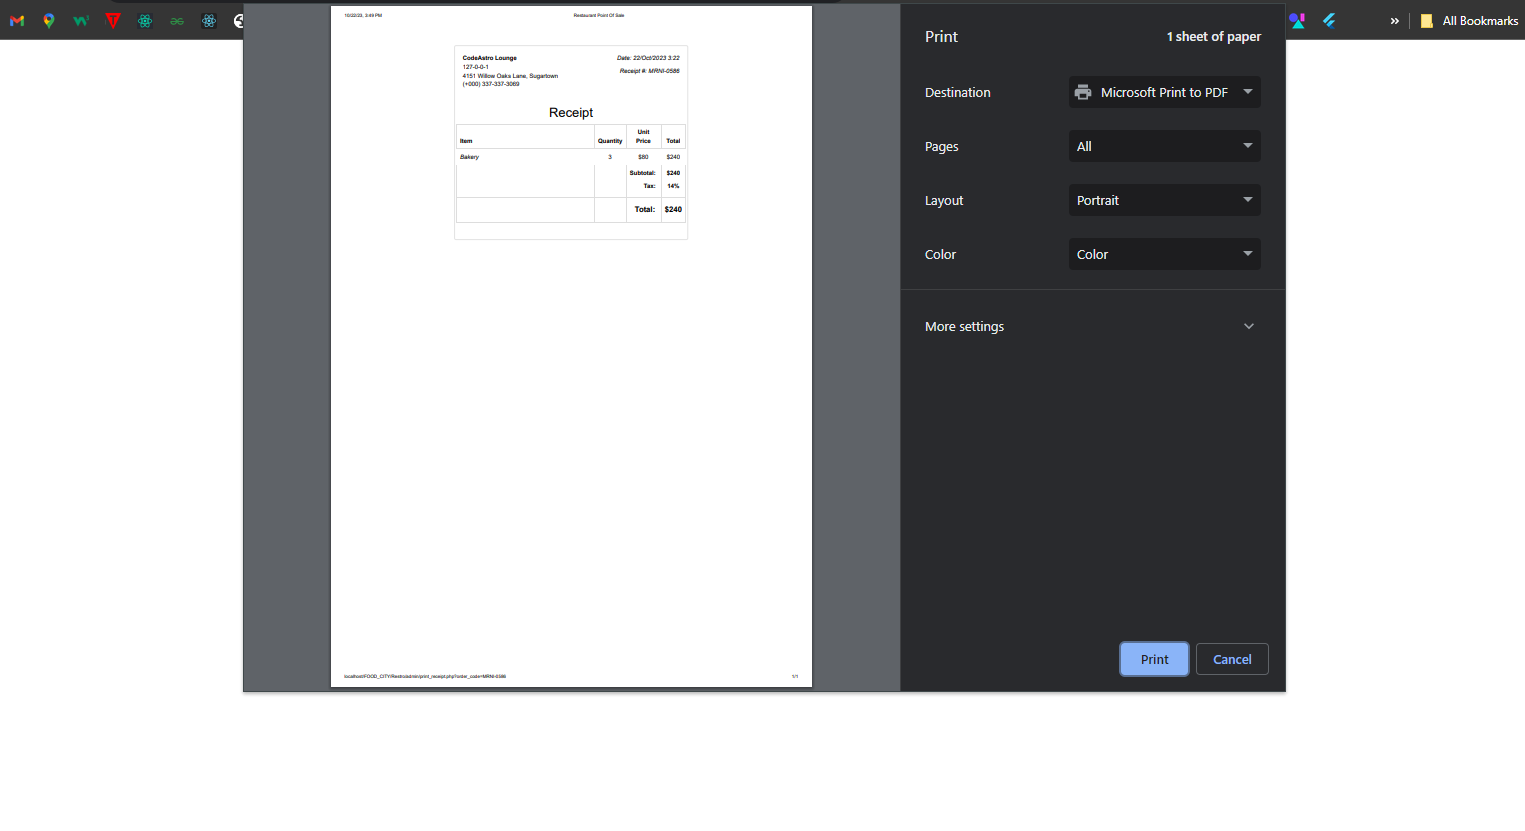 All Bookmarks
10/22/23, 3:49 PM
Restaurant Point Of Sale
CodeAstro Lounge
127-0-0-1
4151 Willow Oaks Lane, Sugartown
(+000) 337-337-3069
Date: 22/Oct/2023 3:22
Receipt #: MRNI-0586
Receipt
Item Quantity Unit Price Total
Bakery 3 $80 $240
Subtotal: $240
Tax: 14%
Total: $240
localhost/FOOD_CITY/Restro/admin/print_receipt.php?order_code=MRNI-0586
1/1
Print
1 sheet of paper
Destination
Microsoft Print to PDF
Pages
All
Layout
Portrait
Color
Color
More settings
Print
Cancel